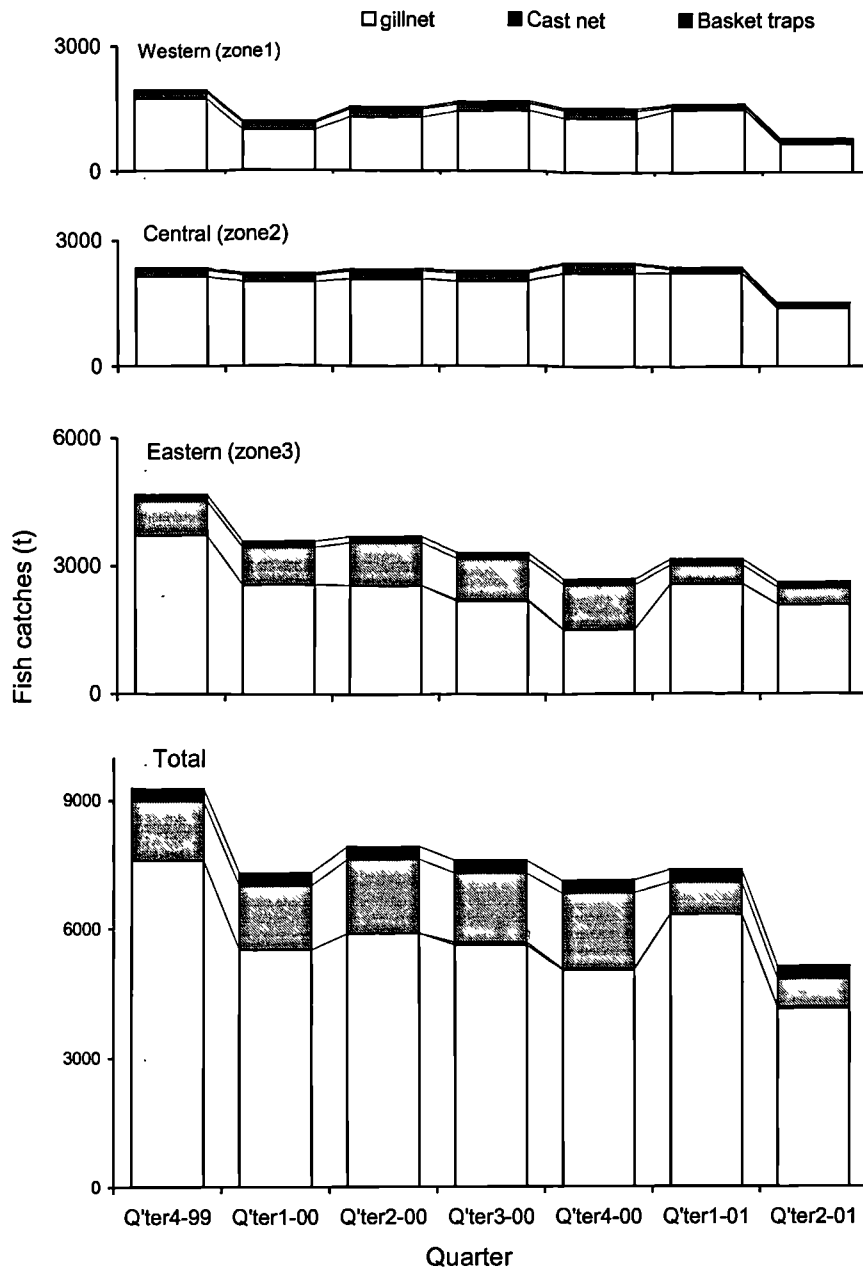 gillnet Cast net Basket traps
3000
Western (zone1)
0
3000
Central (zone2)
0
6000
Eastern (zone3)
3000
0
Fish catches (t)
Total
9000
6000
3000
0
Q'ter4-99 Q'ter1-00 Q'ter2-00 Q'ter3-00 Q'ter4-00 Q'ter1-01 Q'ter2-01
Quarter